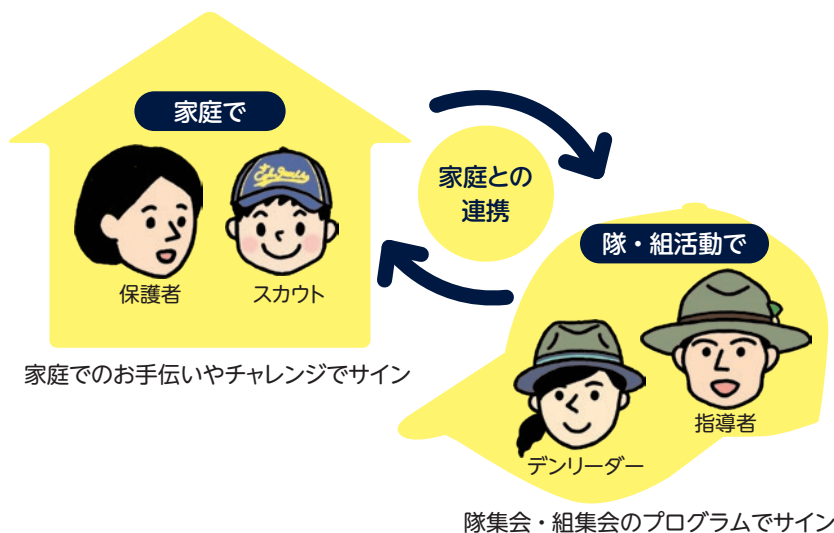 家庭で
保護者
スカウト
家庭でのお手伝いやチャレンジでサイン
家庭との
連携
隊・組活動で
デンリーダー
指導者
隊集会・組集会のプログラムでサイン